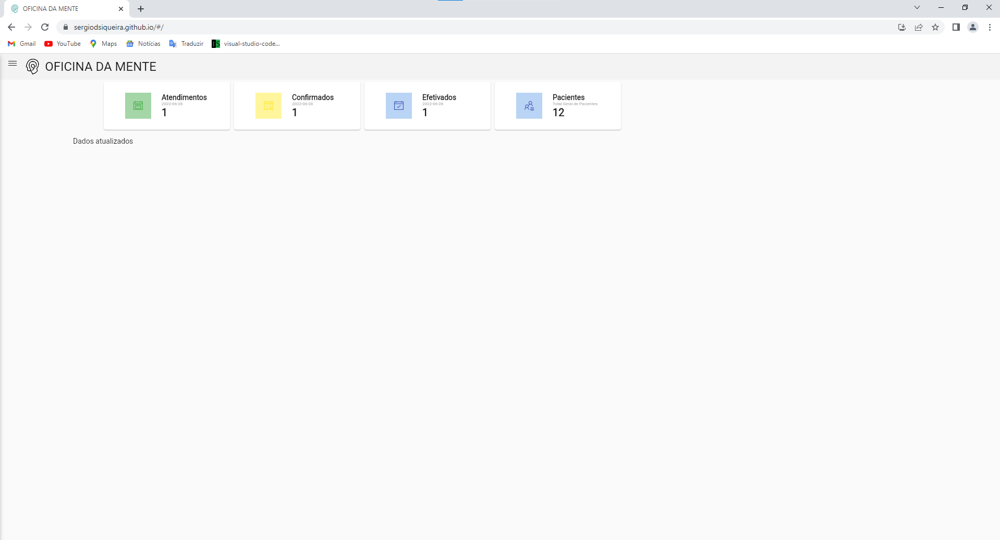 OFICINA DA MENTE
sergiodsiqueira.github.io/#/
Gmail YouTube Maps Notícias Traduzir visual-studio-code...
OFICINA DA MENTE
Atendimentos
2022-06-28
1
Confirmados
2022-06-28
1
Efetivados
2022-06-28
1
Pacientes
Total Geral de Pacientes
12
Dados atualizados